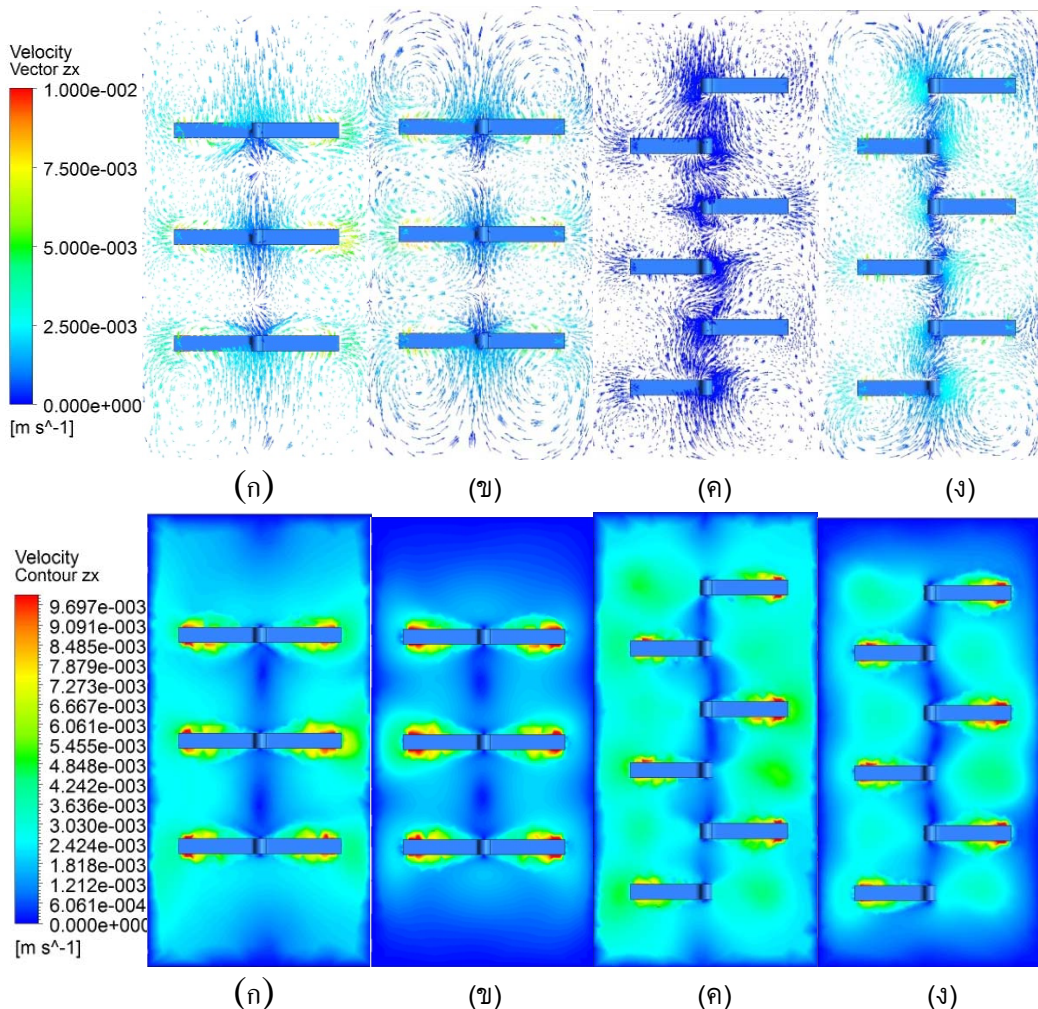 Velocity
Vector zx
1.000e-002
7.500e-003
5.000e-003
2.500e-003
0.000e+000
[m s^-1]
(ก) (ข) (ค) (ง)
Velocity
Contour zx
9.697e-003
9.091e-003
8.485e-003
7.879e-003
7.273e-003
6.667e-003
6.061e-003
5.455e-003
4.848e-003
4.242e-003
3.636e-003
3.030e-003
2.424e-003
1.818e-003
1.212e-003
6.061e-004
0.000e+000
[m s^-1]
(ก) (ข) (ค) (ง)